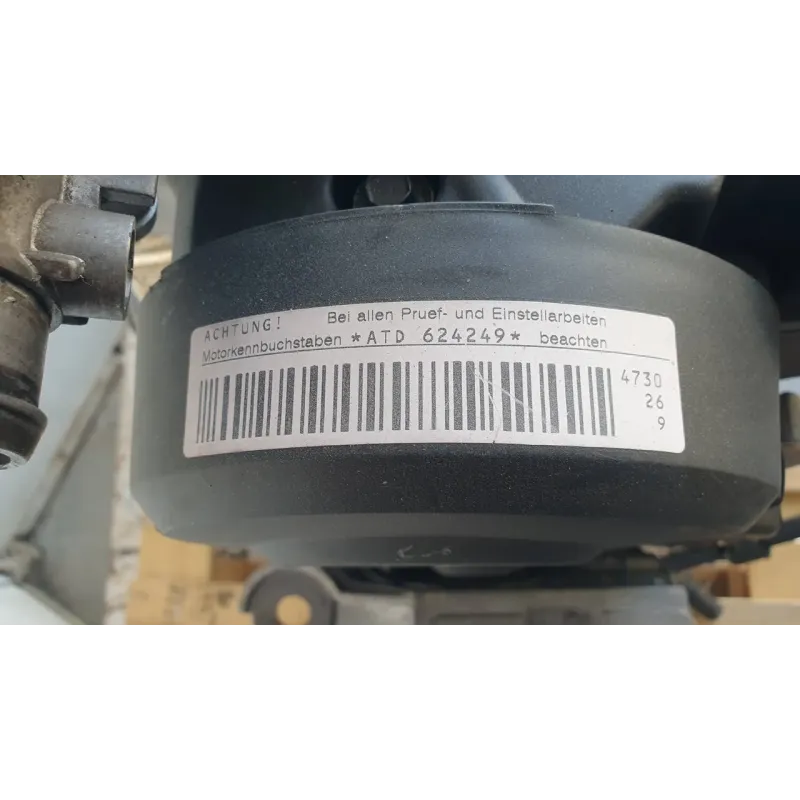 ACHTUNG! Bei allen Pruef- und Einstellarbeiten
Motorkennbuchstaben *ATD 624249* beachten
4730
26
9